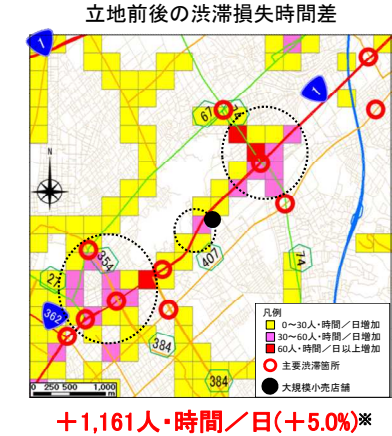 立地前後の渋滞損失時間差
1
1
67
74
N
407
354
27
74
362
384
384
凡例
0～30人・時間／日増加
30～60人・時間／日増加
60人・時間／日以上増加
主要渋滞箇所
大規模小売店舗
0 250 500 1,000
m
＋1,161人・時間／日(＋5.0%)※